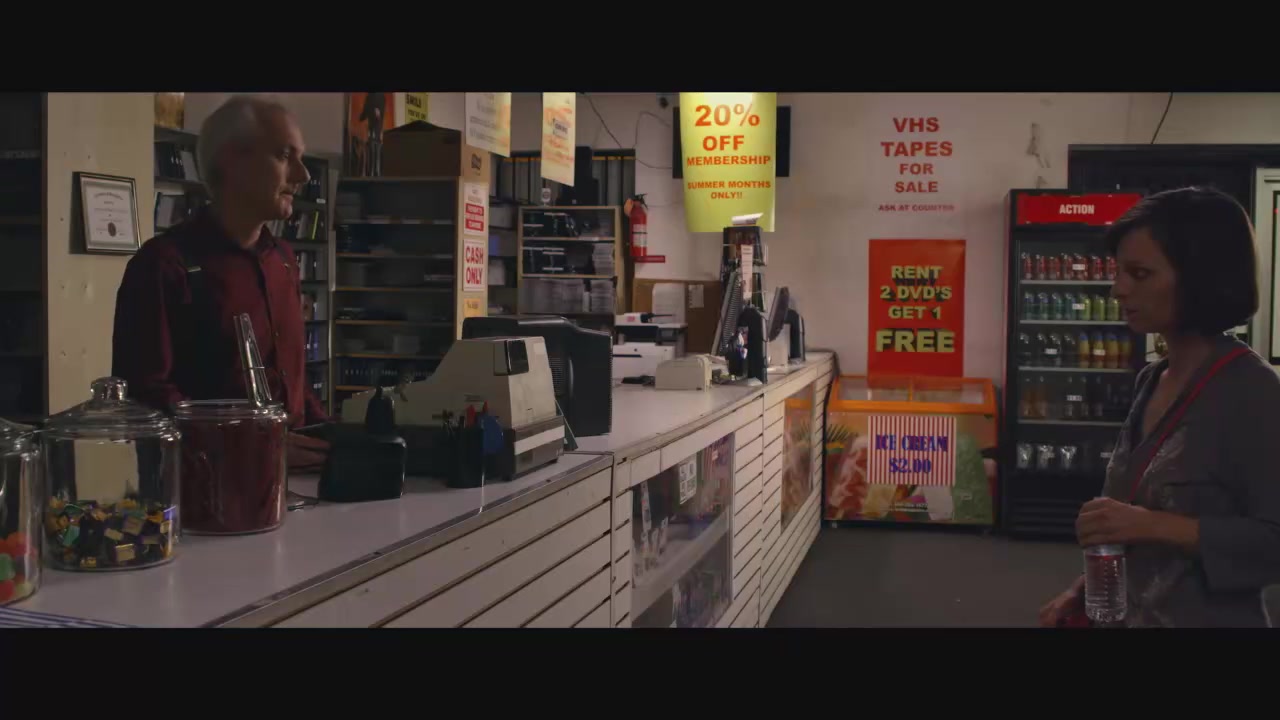 SMILE
CASH
ONLY
20%
OFF
MEMBERSHIP
SUMMER MONTHS
ONLY!!
VHS
TAPES
FOR
SALE
ASK AT COUNTER
RENT
2 DVD'S
GET 1
FREE
ACTION
ICE CREAM
$2.00